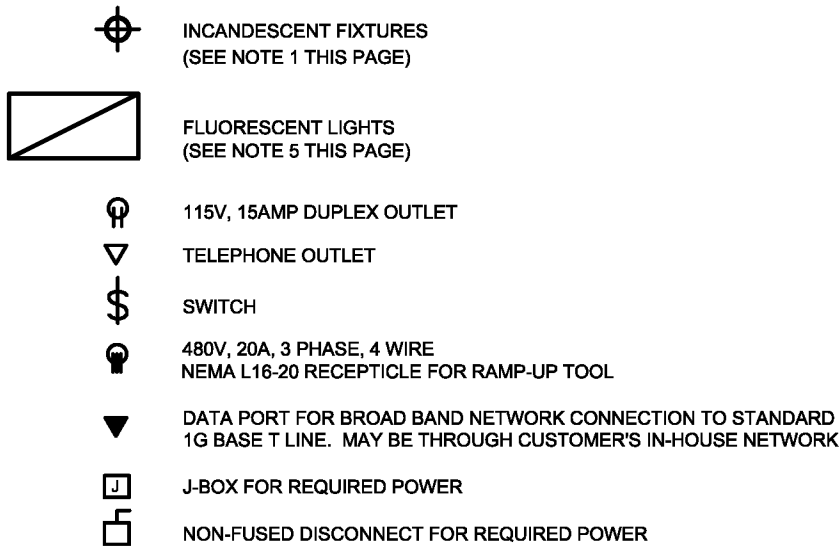 INCANDESCENT FIXTURES
(SEE NOTE 1 THIS PAGE)
FLUORESCENT LIGHTS
(SEE NOTE 5 THIS PAGE)
115V, 15AMP DUPLEX OUTLET
TELEPHONE OUTLET
SWITCH
480V, 20A, 3 PHASE, 4 WIRE
NEMA L16-20 RECEPTICLE FOR RAMP-UP TOOL
DATA PORT FOR BROAD BAND NETWORK CONNECTION TO STANDARD
1G BASE T LINE. MAY BE THROUGH CUSTOMER'S IN-HOUSE NETWORK
J J-BOX FOR REQUIRED POWER
NON-FUSED DISCONNECT FOR REQUIRED POWER